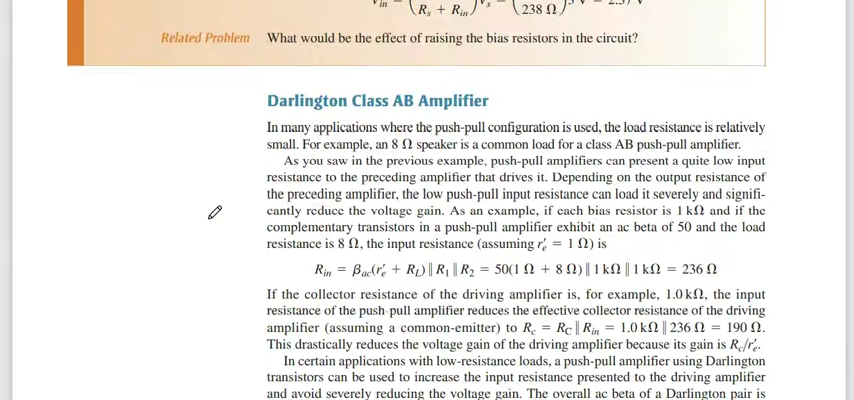 V_in = (R_s + R_in) V_s = (238 Ω)
Related Problem What would be the effect of raising the bias resistors in the circuit?
Darlington Class AB Amplifier
In many applications where the push-pull configuration is used, the load resistance is relatively
small. For example, an 8 Ω speaker is a common load for a class AB push-pull amplifier.
As you saw in the previous example, push-pull amplifiers can present a quite low input
resistance to the preceding amplifier that drives it. Depending on the output resistance of
the preceding amplifier, the low push-pull input resistance can load it severely and signifi-
cantly reduce the voltage gain. As an example, if each bias resistor is 1 kΩ and if the
complementary transistors in a push-pull amplifier exhibit an ac beta of 50 and the load
resistance is 8 Ω, the input resistance (assuming r′e = 1 Ω) is
Rin = βac(r′e + RL) ∥ R1 ∥ R2 = 50(1 Ω + 8 Ω) ∥ 1 kΩ ∥ 1 kΩ = 236 Ω
If the collector resistance of the driving amplifier is, for example, 1.0 kΩ, the input
resistance of the push-pull amplifier reduces the effective collector resistance of the driving
amplifier (assuming a common-emitter) to Rc = RC ∥ Rin = 1.0 kΩ ∥ 236 Ω = 190 Ω.
This drastically reduces the voltage gain of the driving amplifier because its gain is Rc/r′e.
In certain applications with low-resistance loads, a push-pull amplifier using Darlington
transistors can be used to increase the input resistance presented to the driving amplifier
and avoid severely reducing the voltage gain. The overall ac beta of a Darlington pair is